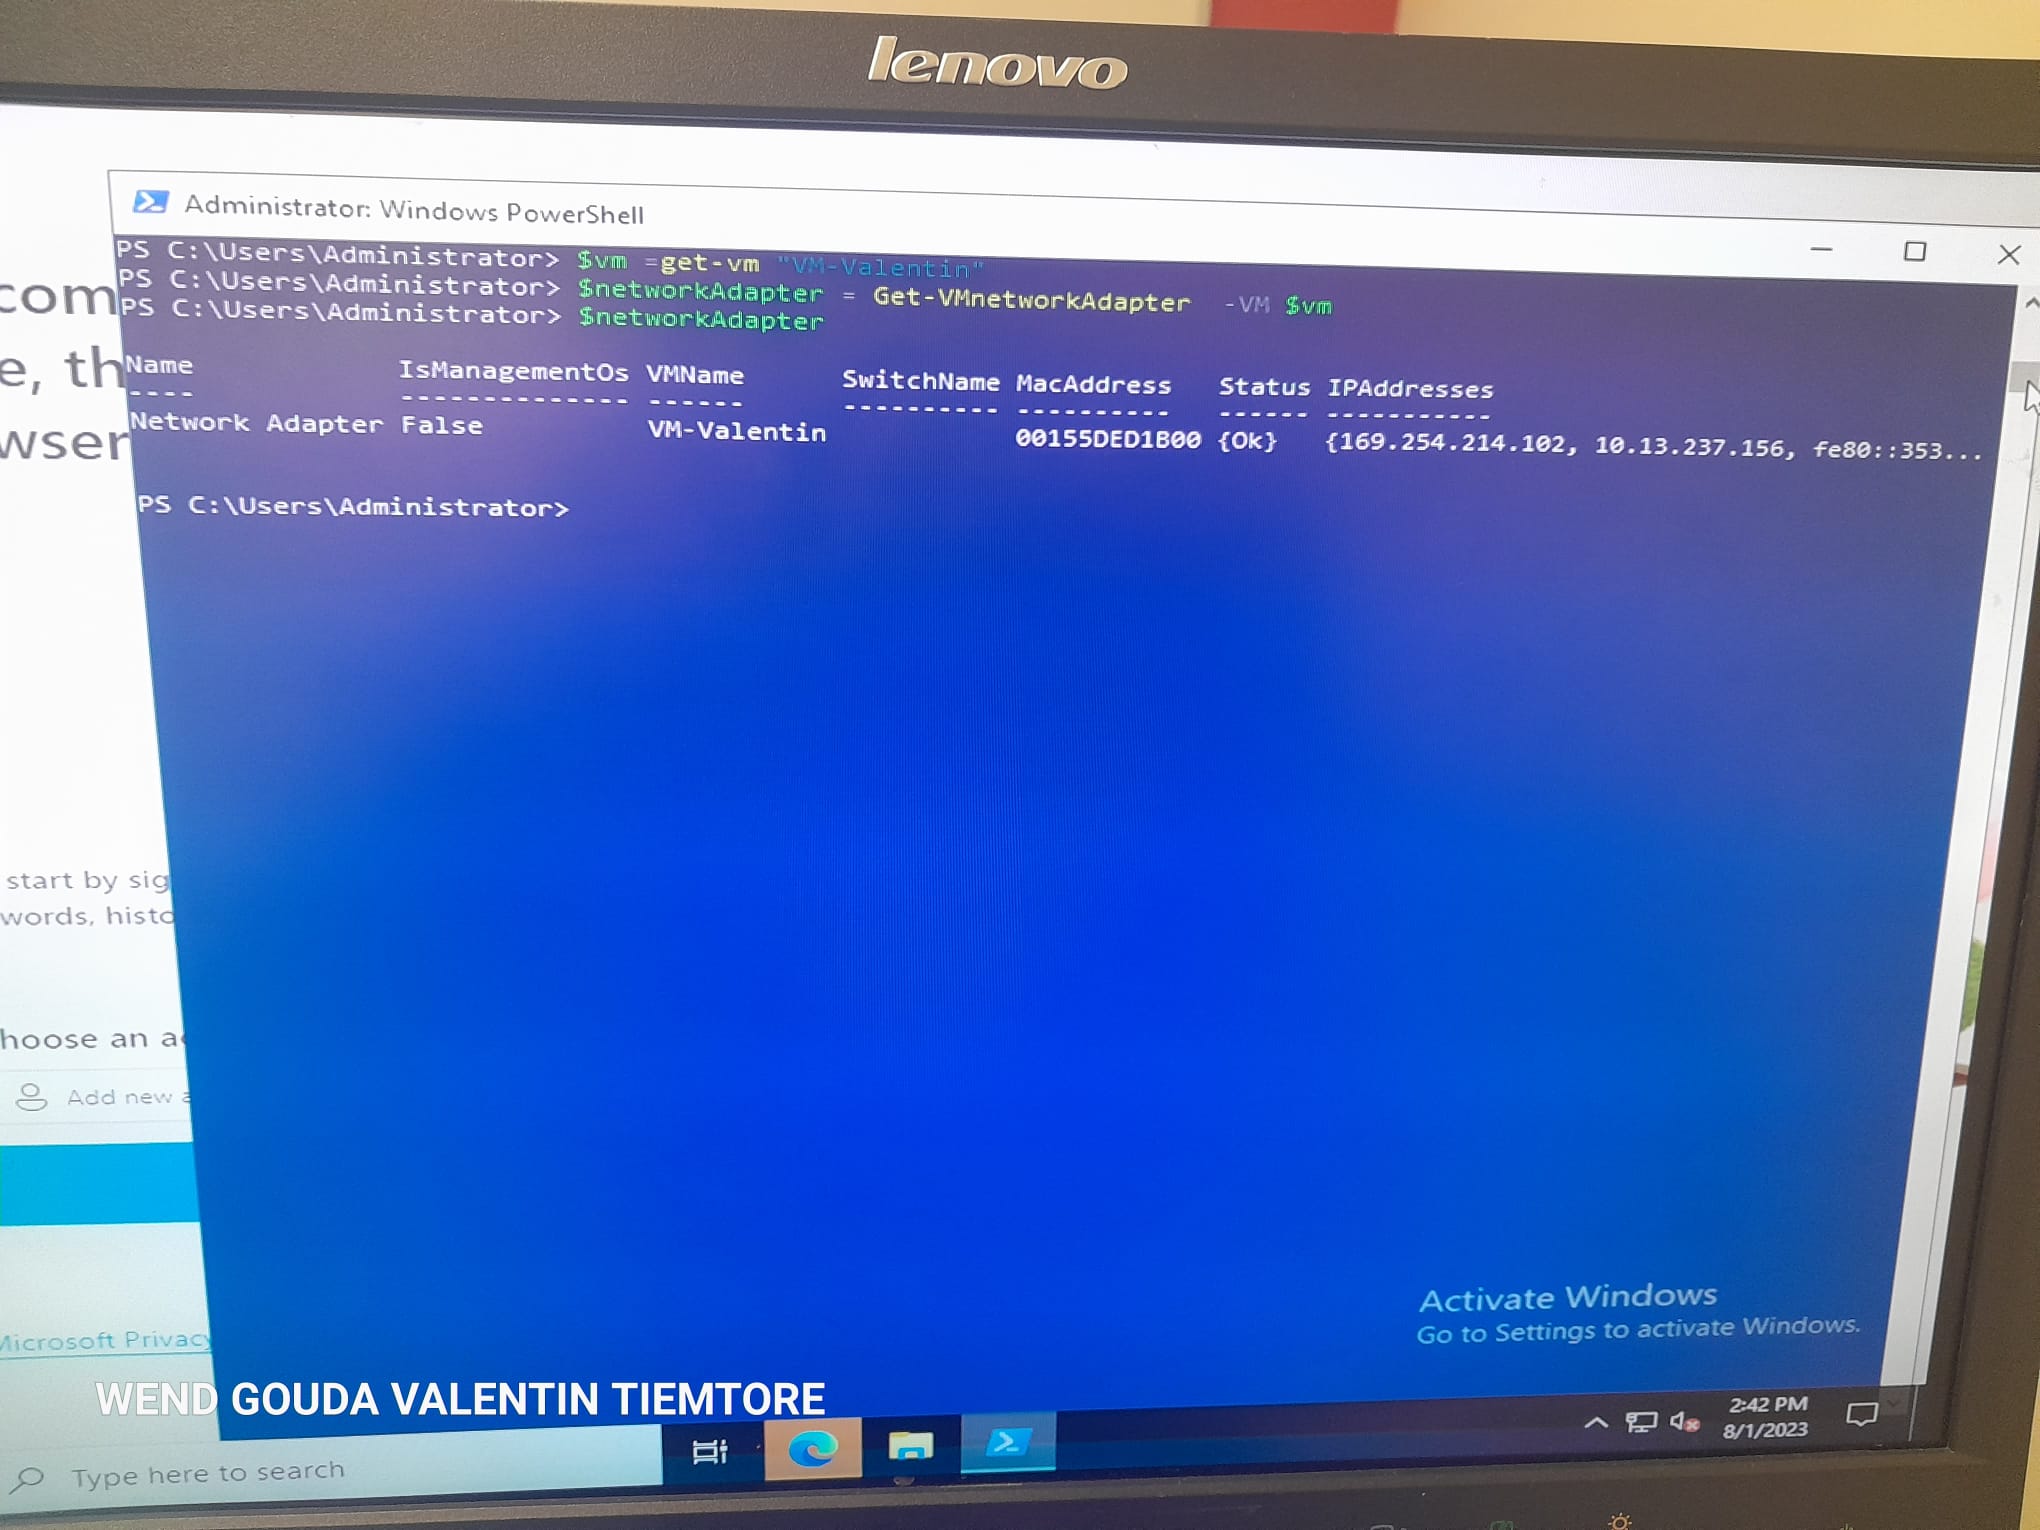 lenovo
Administrator: Windows PowerShell
PS C:\Users\Administrator> $vm =get-vm "VM-Valentin"
PS C:\Users\Administrator> $networkAdapter = Get-VMnetworkAdapter -VM $vm
PS C:\Users\Administrator> $networkAdapter
Name IsManagementOs VMName SwitchName MacAddress Status IPAddresses
---- -------------- ------ ---------- ---------- ------ -----------
Network Adapter False VM-Valentin 00155DED1B00 {Ok} {169.254.214.102, 10.13.237.156, fe80::353...
PS C:\Users\Administrator>
com
e, th
wser
start by sig
words, histo
hoose an a
Add new a
Microsoft Privacy
Activate Windows
Go to Settings to activate Windows.
WEND GOUDA VALENTIN TIEMTORE
Type here to search
2:42 PM
8/1/2023